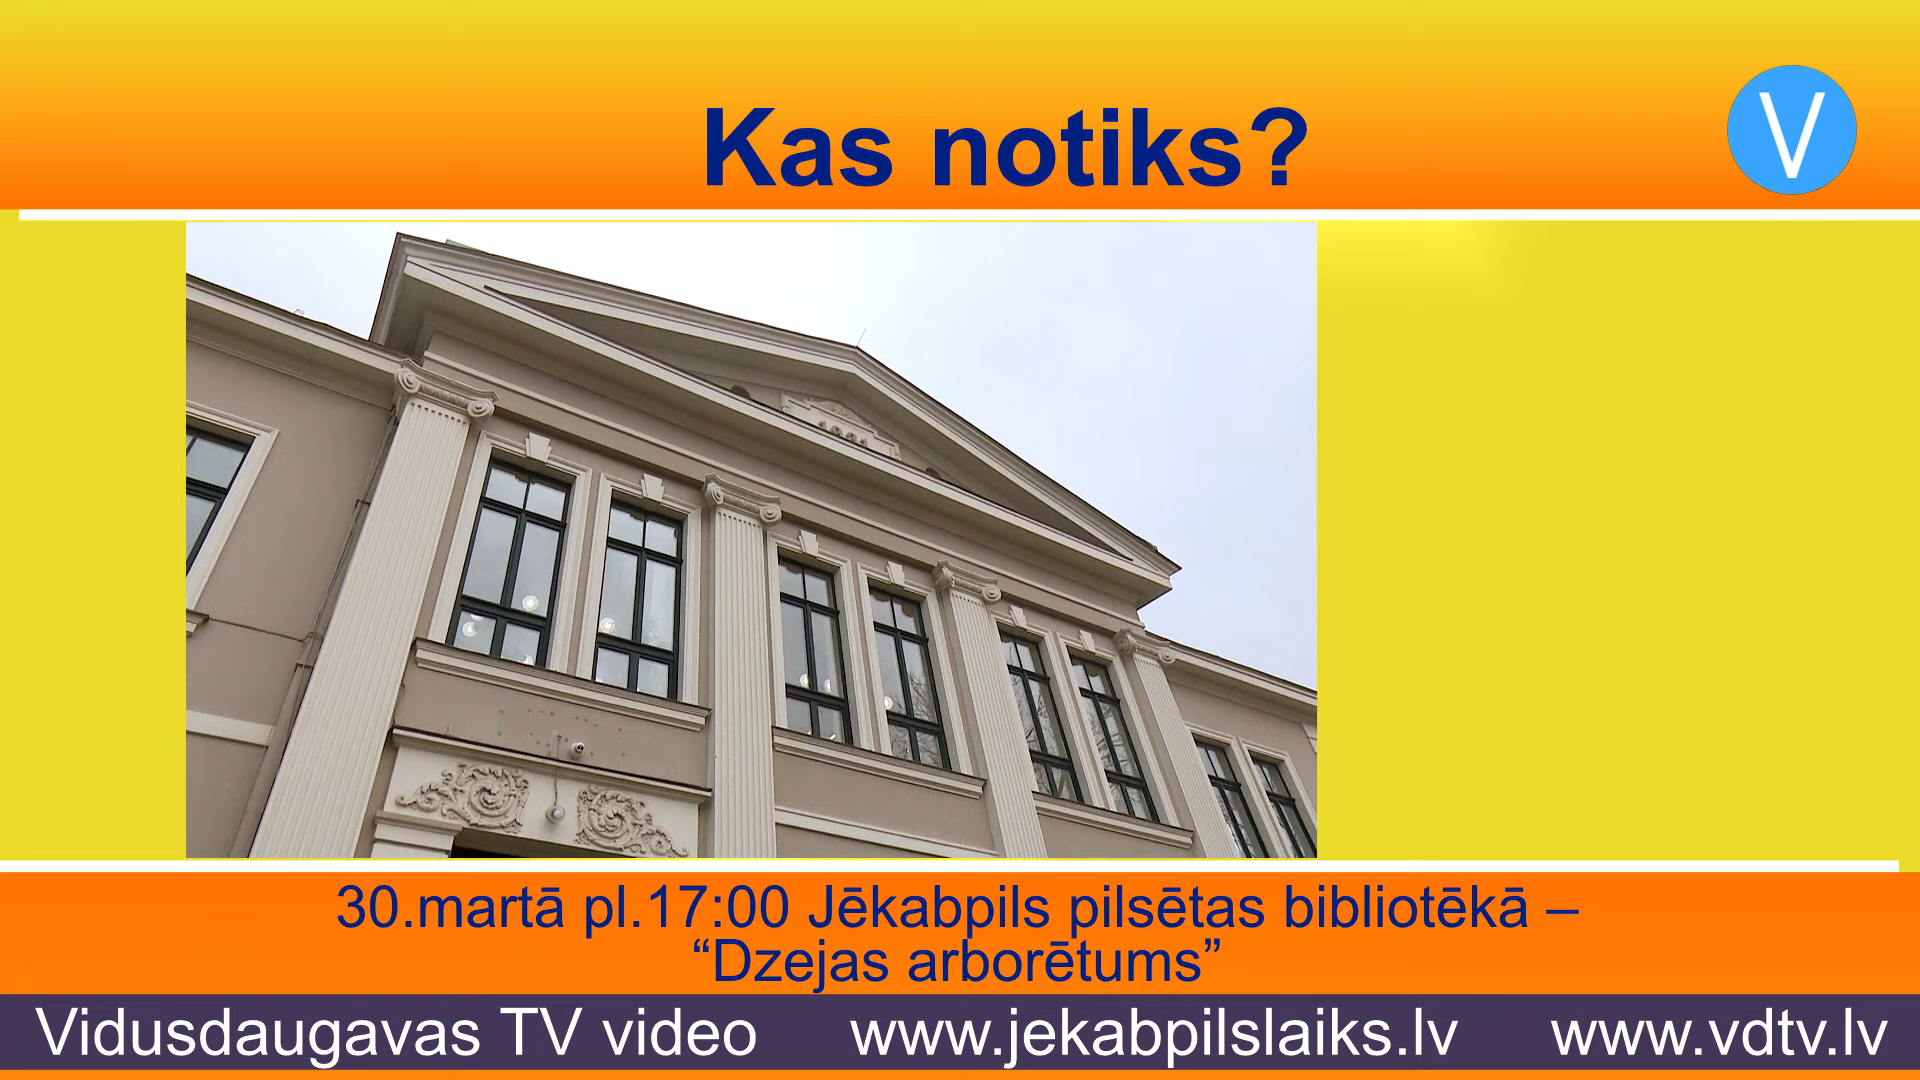 Kas notiks?
V
30.martā pl.17:00 Jēkabpils pilsētas bibliotēkā –
“Dzejas arborētums”
Vidusdaugavas TV video www.jekabpilslaiks.lv www.vdtv.lv